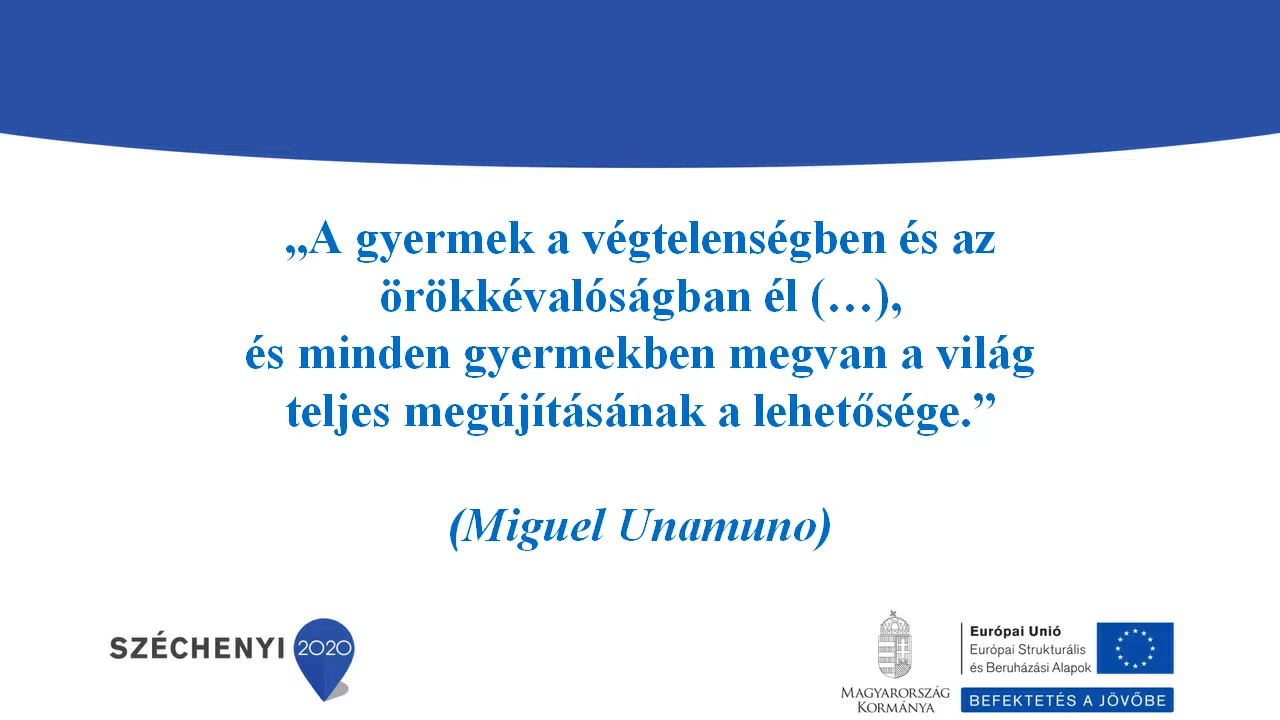 „A gyermek a végtelenségben és az
örökkévalóságban él (…),
és minden gyermekben megvan a világ
teljes megújításának a lehetősége.”
(Miguel Unamuno)
SZÉCHENYI 2020
MAGYARORSZÁG
KORMÁNYA
Európai Unió
Európai Strukturális
és Beruházási Alapok
BEFEKTETÉS A JÖVŐBE